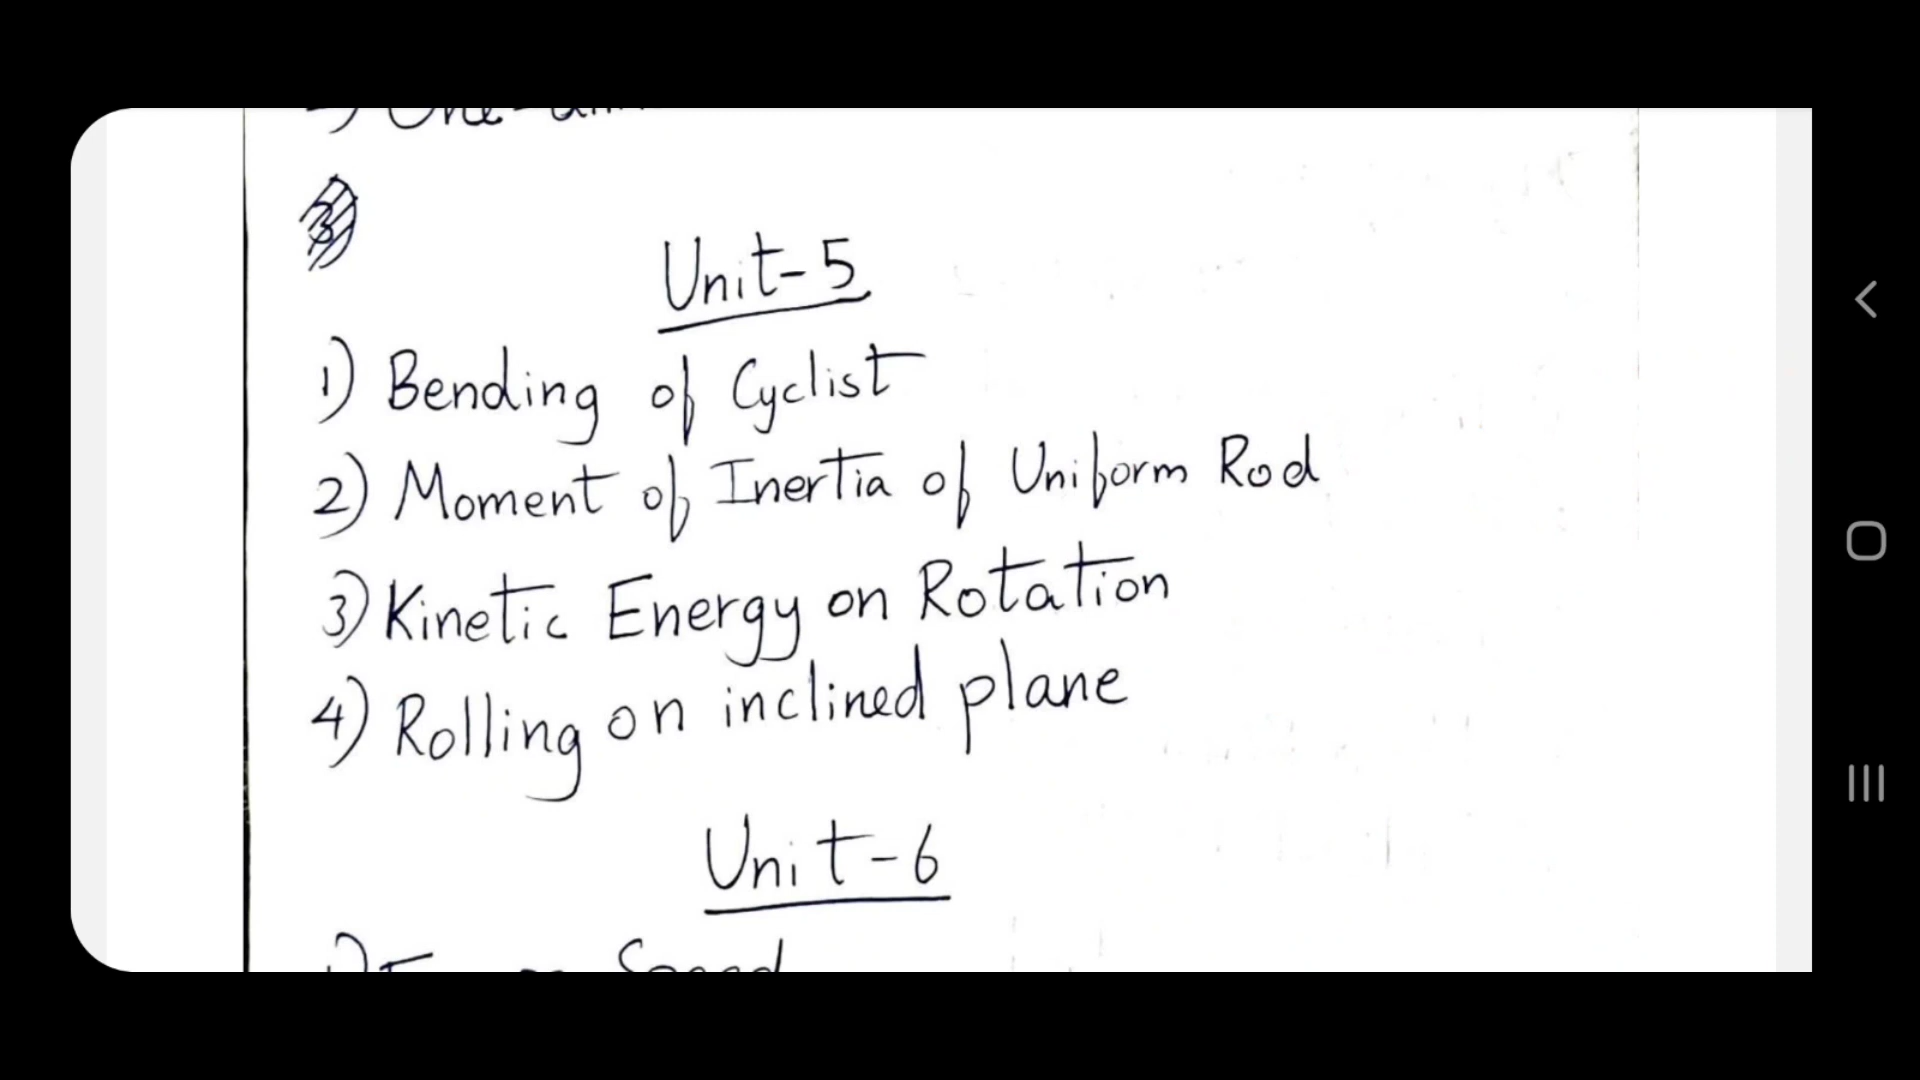 Unit-5
1) Bending of Cyclist
2) Moment of Inertia of Uniform Rod
3) Kinetic Energy on Rotation
4) Rolling on inclined plane
Unit-6